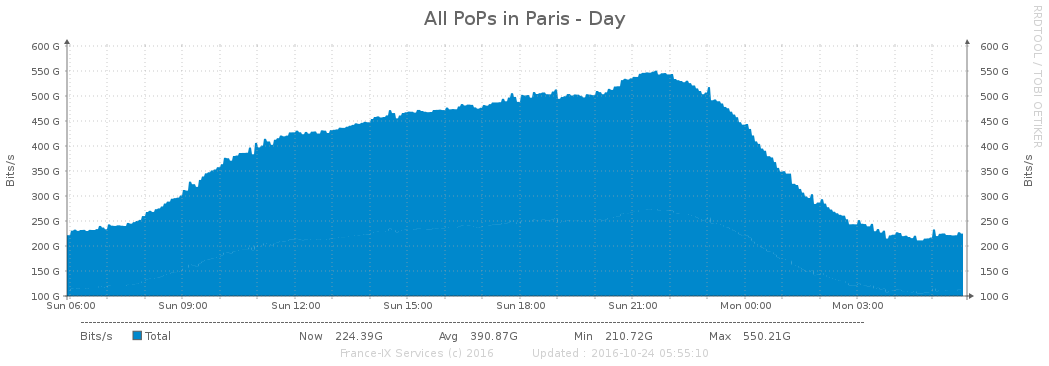 All PoPs in Paris - Day
RRDTOOL / TOBI OETIKER
600 G 600 G
550 G 550 G
500 G 500 G
450 G 450 G
400 G 400 G
350 G 350 G
300 G 300 G
250 G 250 G
200 G 200 G
150 G 150 G
100 G 100 G
Bits/s
Bits/s
Sun 06:00 Sun 09:00 Sun 12:00 Sun 15:00 Sun 18:00 Sun 21:00 Mon 00:00 Mon 03:00
Bits/s Total Now 224.39G Avg 390.87G Min 210.72G Max 550.21G
France-IX Services (c) 2016 Updated : 2016-10-24 05:55:10